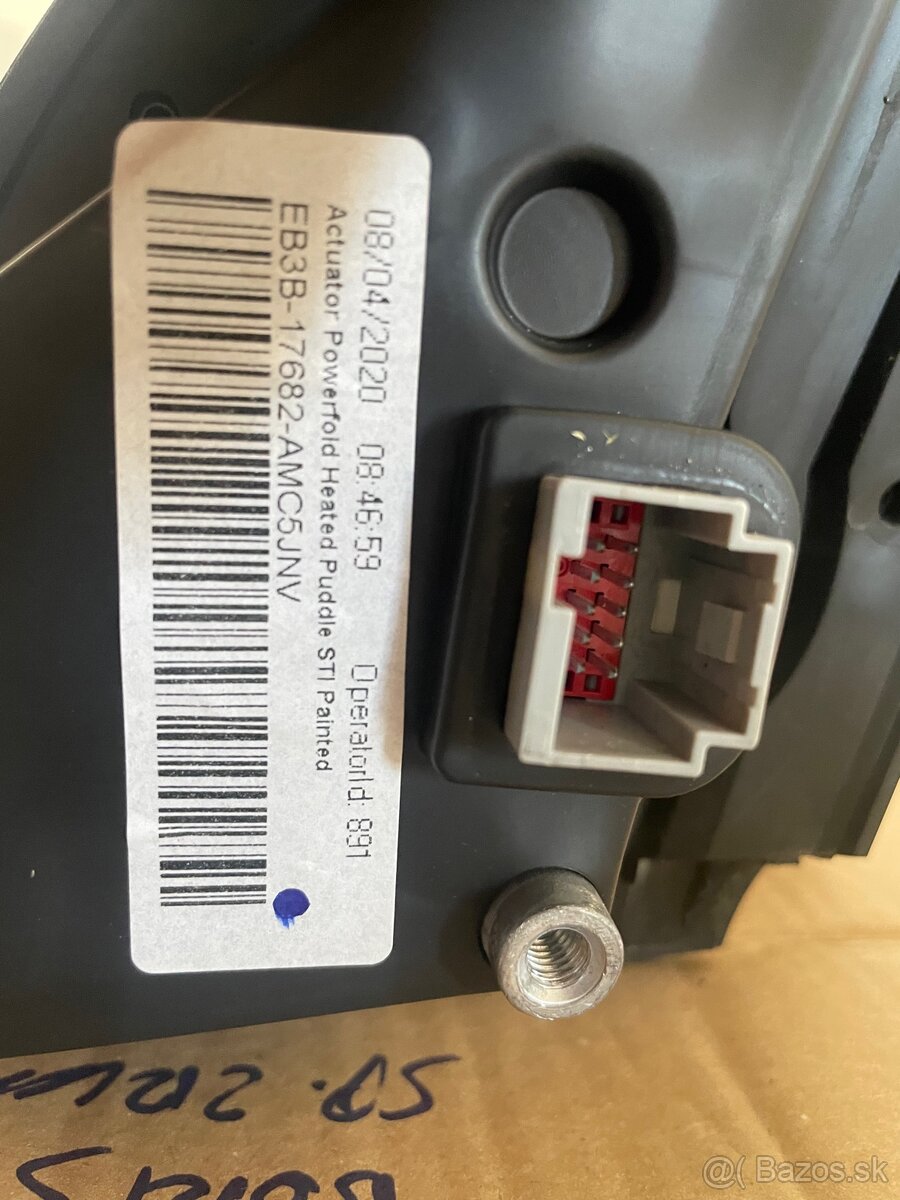 08/04/2020 08:46:59 OperatorId: 891
Actuator Powerfold Heated Puddle STI Painted
EB3B-17682-AMC5JNV
@( Bazos.sk